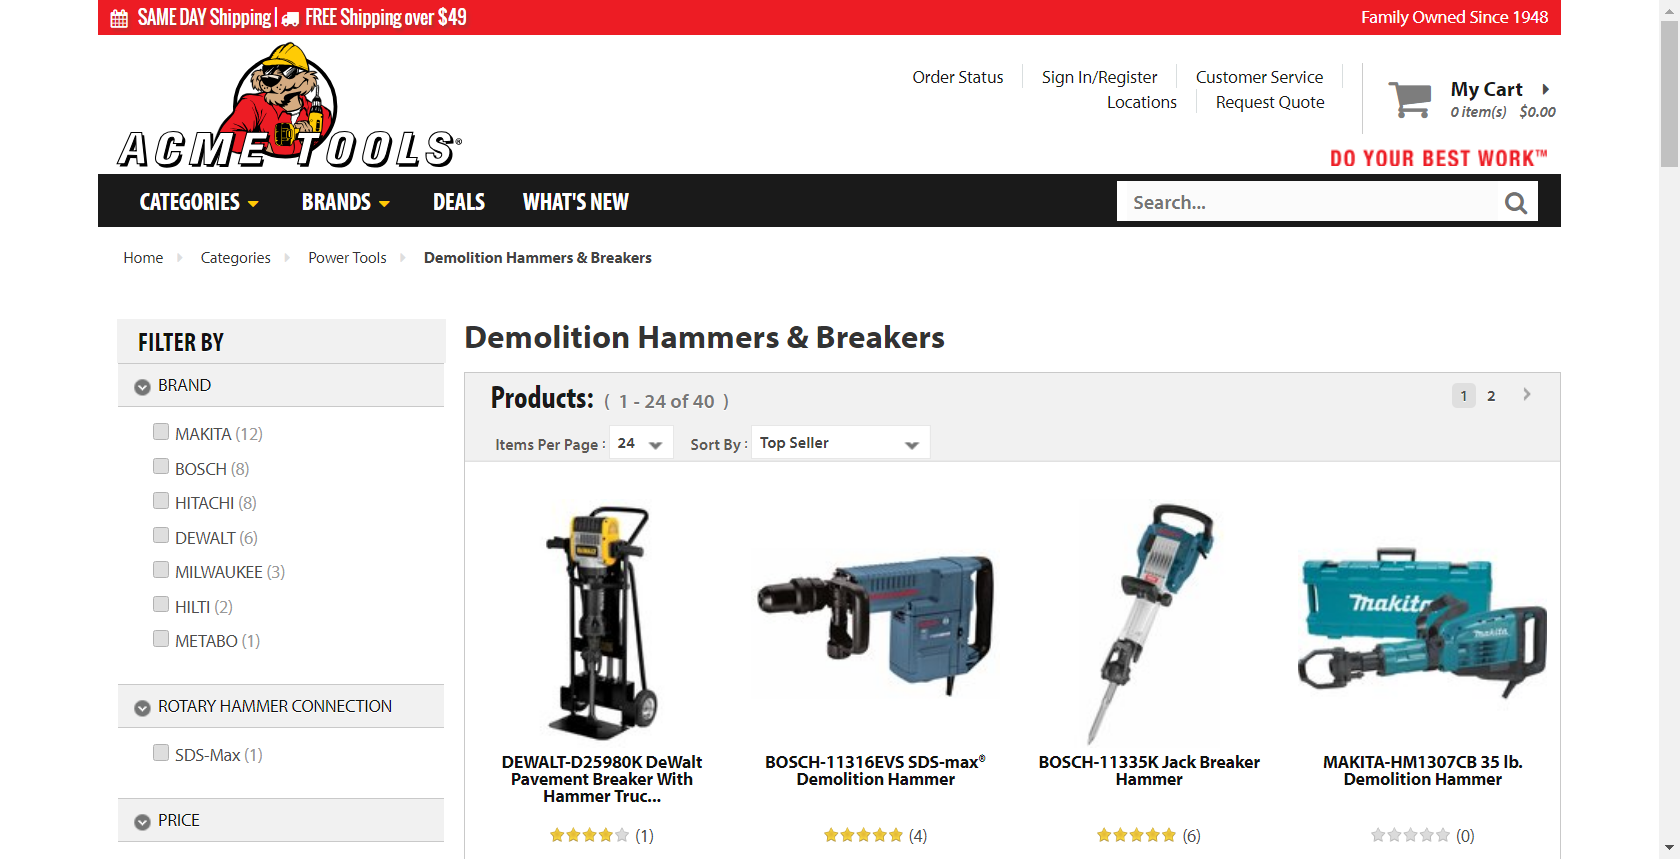 SAME DAY Shipping | FREE Shipping over $49
Family Owned Since 1948
ACME TOOLS®
Order Status
Sign In/Register
Customer Service
Locations
Request Quote
My Cart
0 item(s) $0.00
DO YOUR BEST WORK™
CATEGORIES
BRANDS
DEALS
WHAT'S NEW
Search...
Home
Categories
Power Tools
Demolition Hammers & Breakers
FILTER BY
BRAND
MAKITA (12)
BOSCH (8)
HITACHI (8)
DEWALT (6)
MILWAUKEE (3)
HILTI (2)
METABO (1)
ROTARY HAMMER CONNECTION
SDS-Max (1)
PRICE
Demolition Hammers & Breakers
Products: ( 1 - 24 of 40 )
1 2
Items Per Page : 24
Sort By : Top Seller
Makita
makita
DEWALT-D25980K DeWalt
Pavement Breaker With
Hammer Truc...
(1)
BOSCH-11316EVS SDS-max®
Demolition Hammer
(4)
BOSCH-11335K Jack Breaker
Hammer
(6)
MAKITA-HM1307CB 35 lb.
Demolition Hammer
(0)